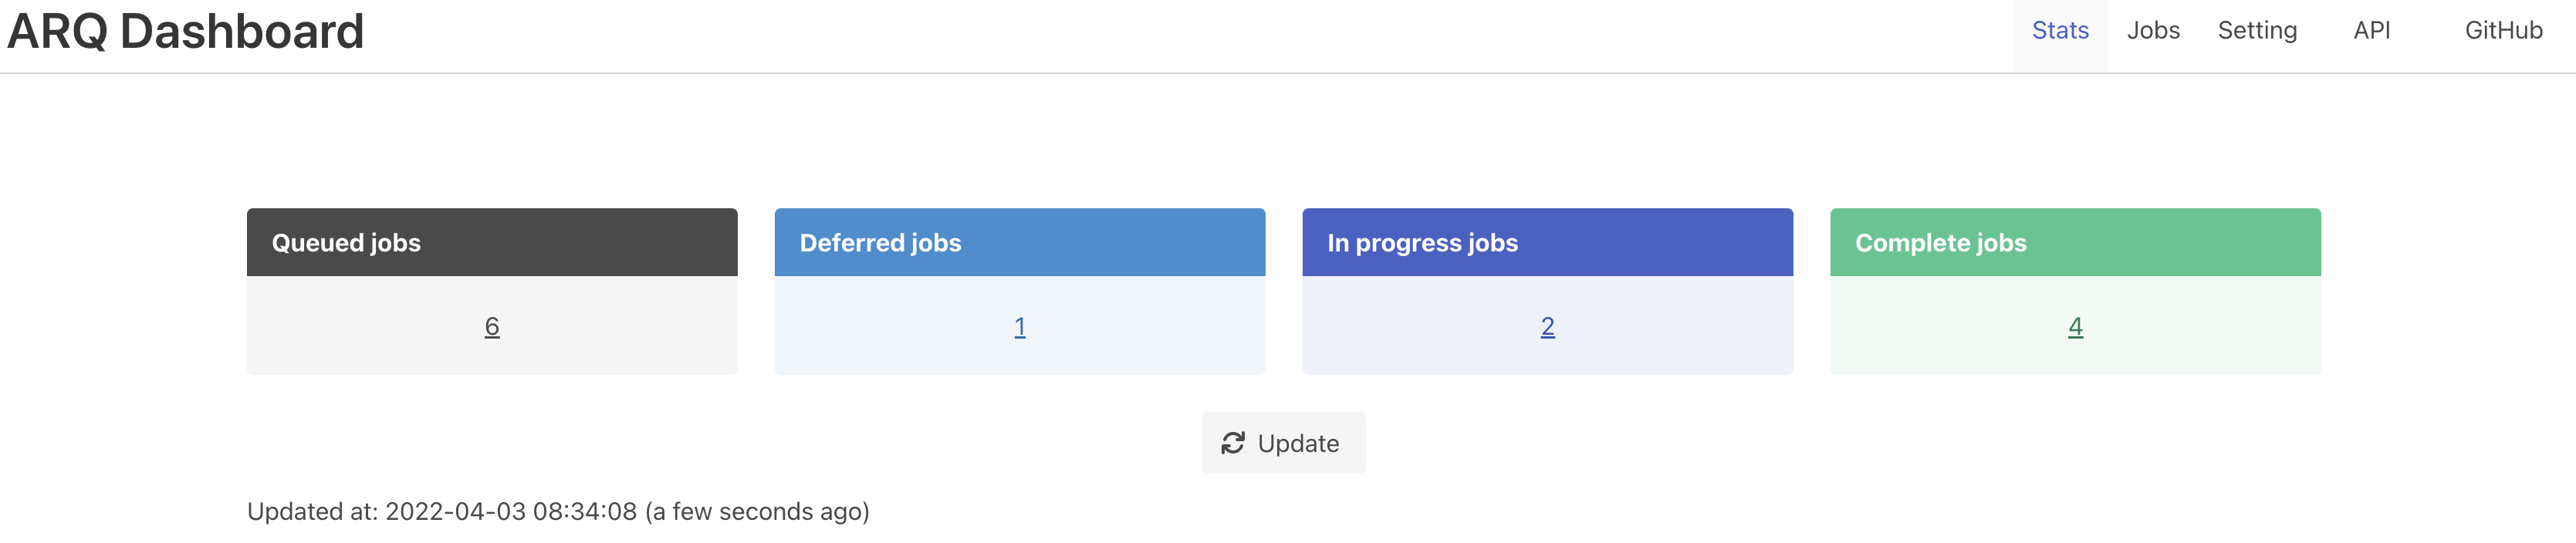 ARQ Dashboard
Stats Jobs Setting API GitHub
Queued jobs
6
Deferred jobs
1
In progress jobs
2
Complete jobs
4
Update
Updated at: 2022-04-03 08:34:08 (a few seconds ago)